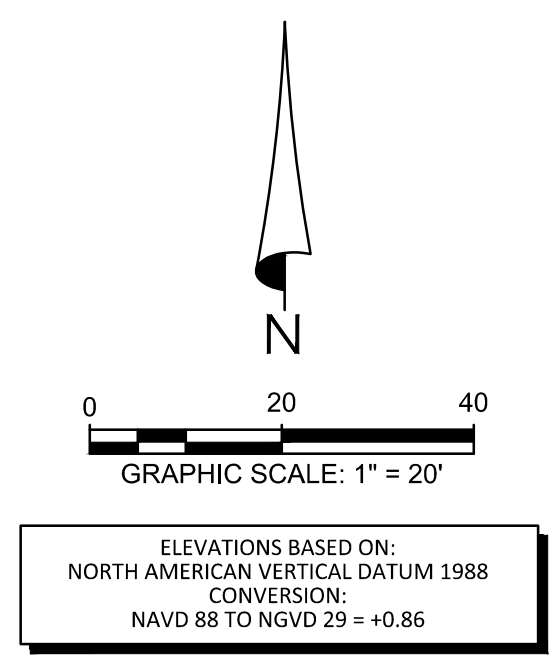 N
0 20 40
GRAPHIC SCALE: 1" = 20'
ELEVATIONS BASED ON:
NORTH AMERICAN VERTICAL DATUM 1988
CONVERSION:
NAVD 88 TO NGVD 29 = +0.86